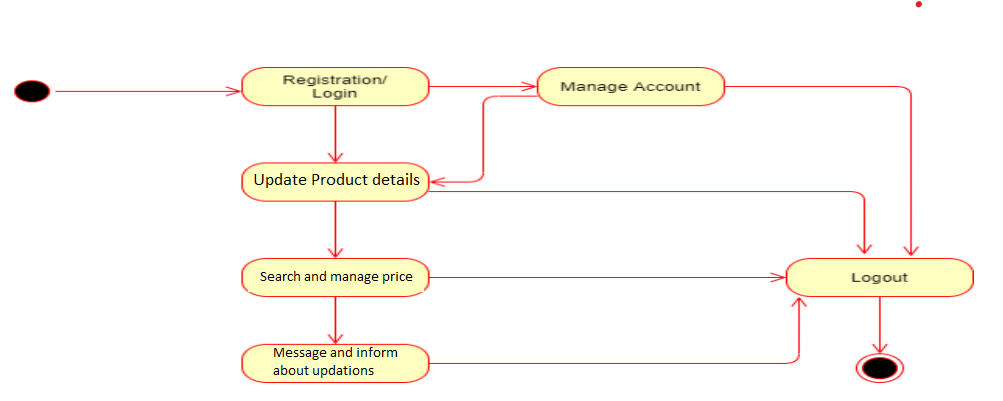 Registration/
Login
Manage Account
Update Product details
Search and manage price
Logout
Message and inform
about updations